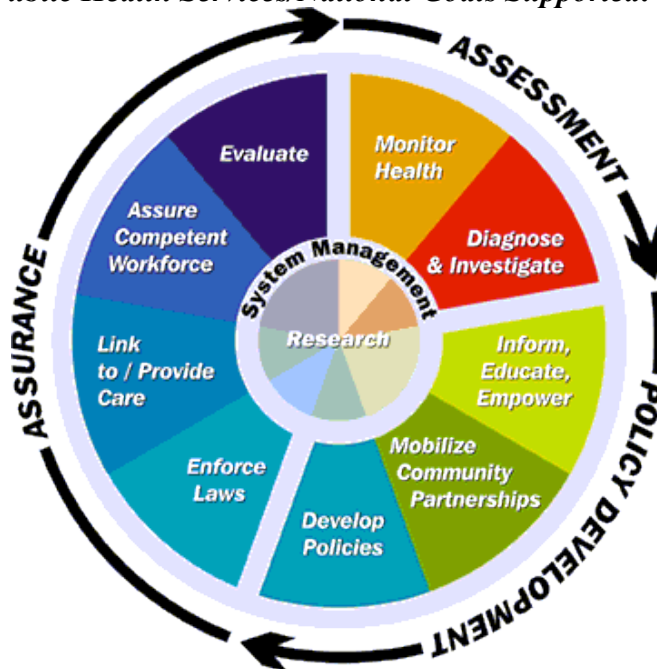 ublic Health Services/National Goals Supported
ASSESSMENT
Monitor
Health
Diagnose
& Investigate
POLICY DEVELOPMENT
Inform,
Educate,
Empower
Mobilize
Community
Partnerships
Develop
Policies
ASSURANCE
Enforce
Laws
Link
to / Provide
Care
Assure
Competent
Workforce
Evaluate
System Management
Research